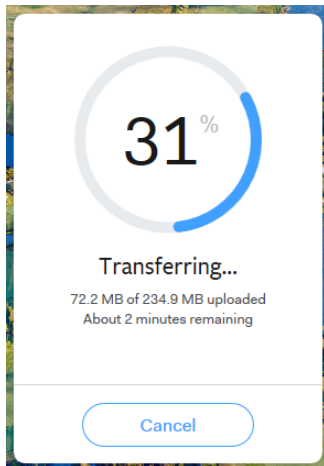 31%
Transferring...
72.2 MB of 234.9 MB uploaded
About 2 minutes remaining
Cancel